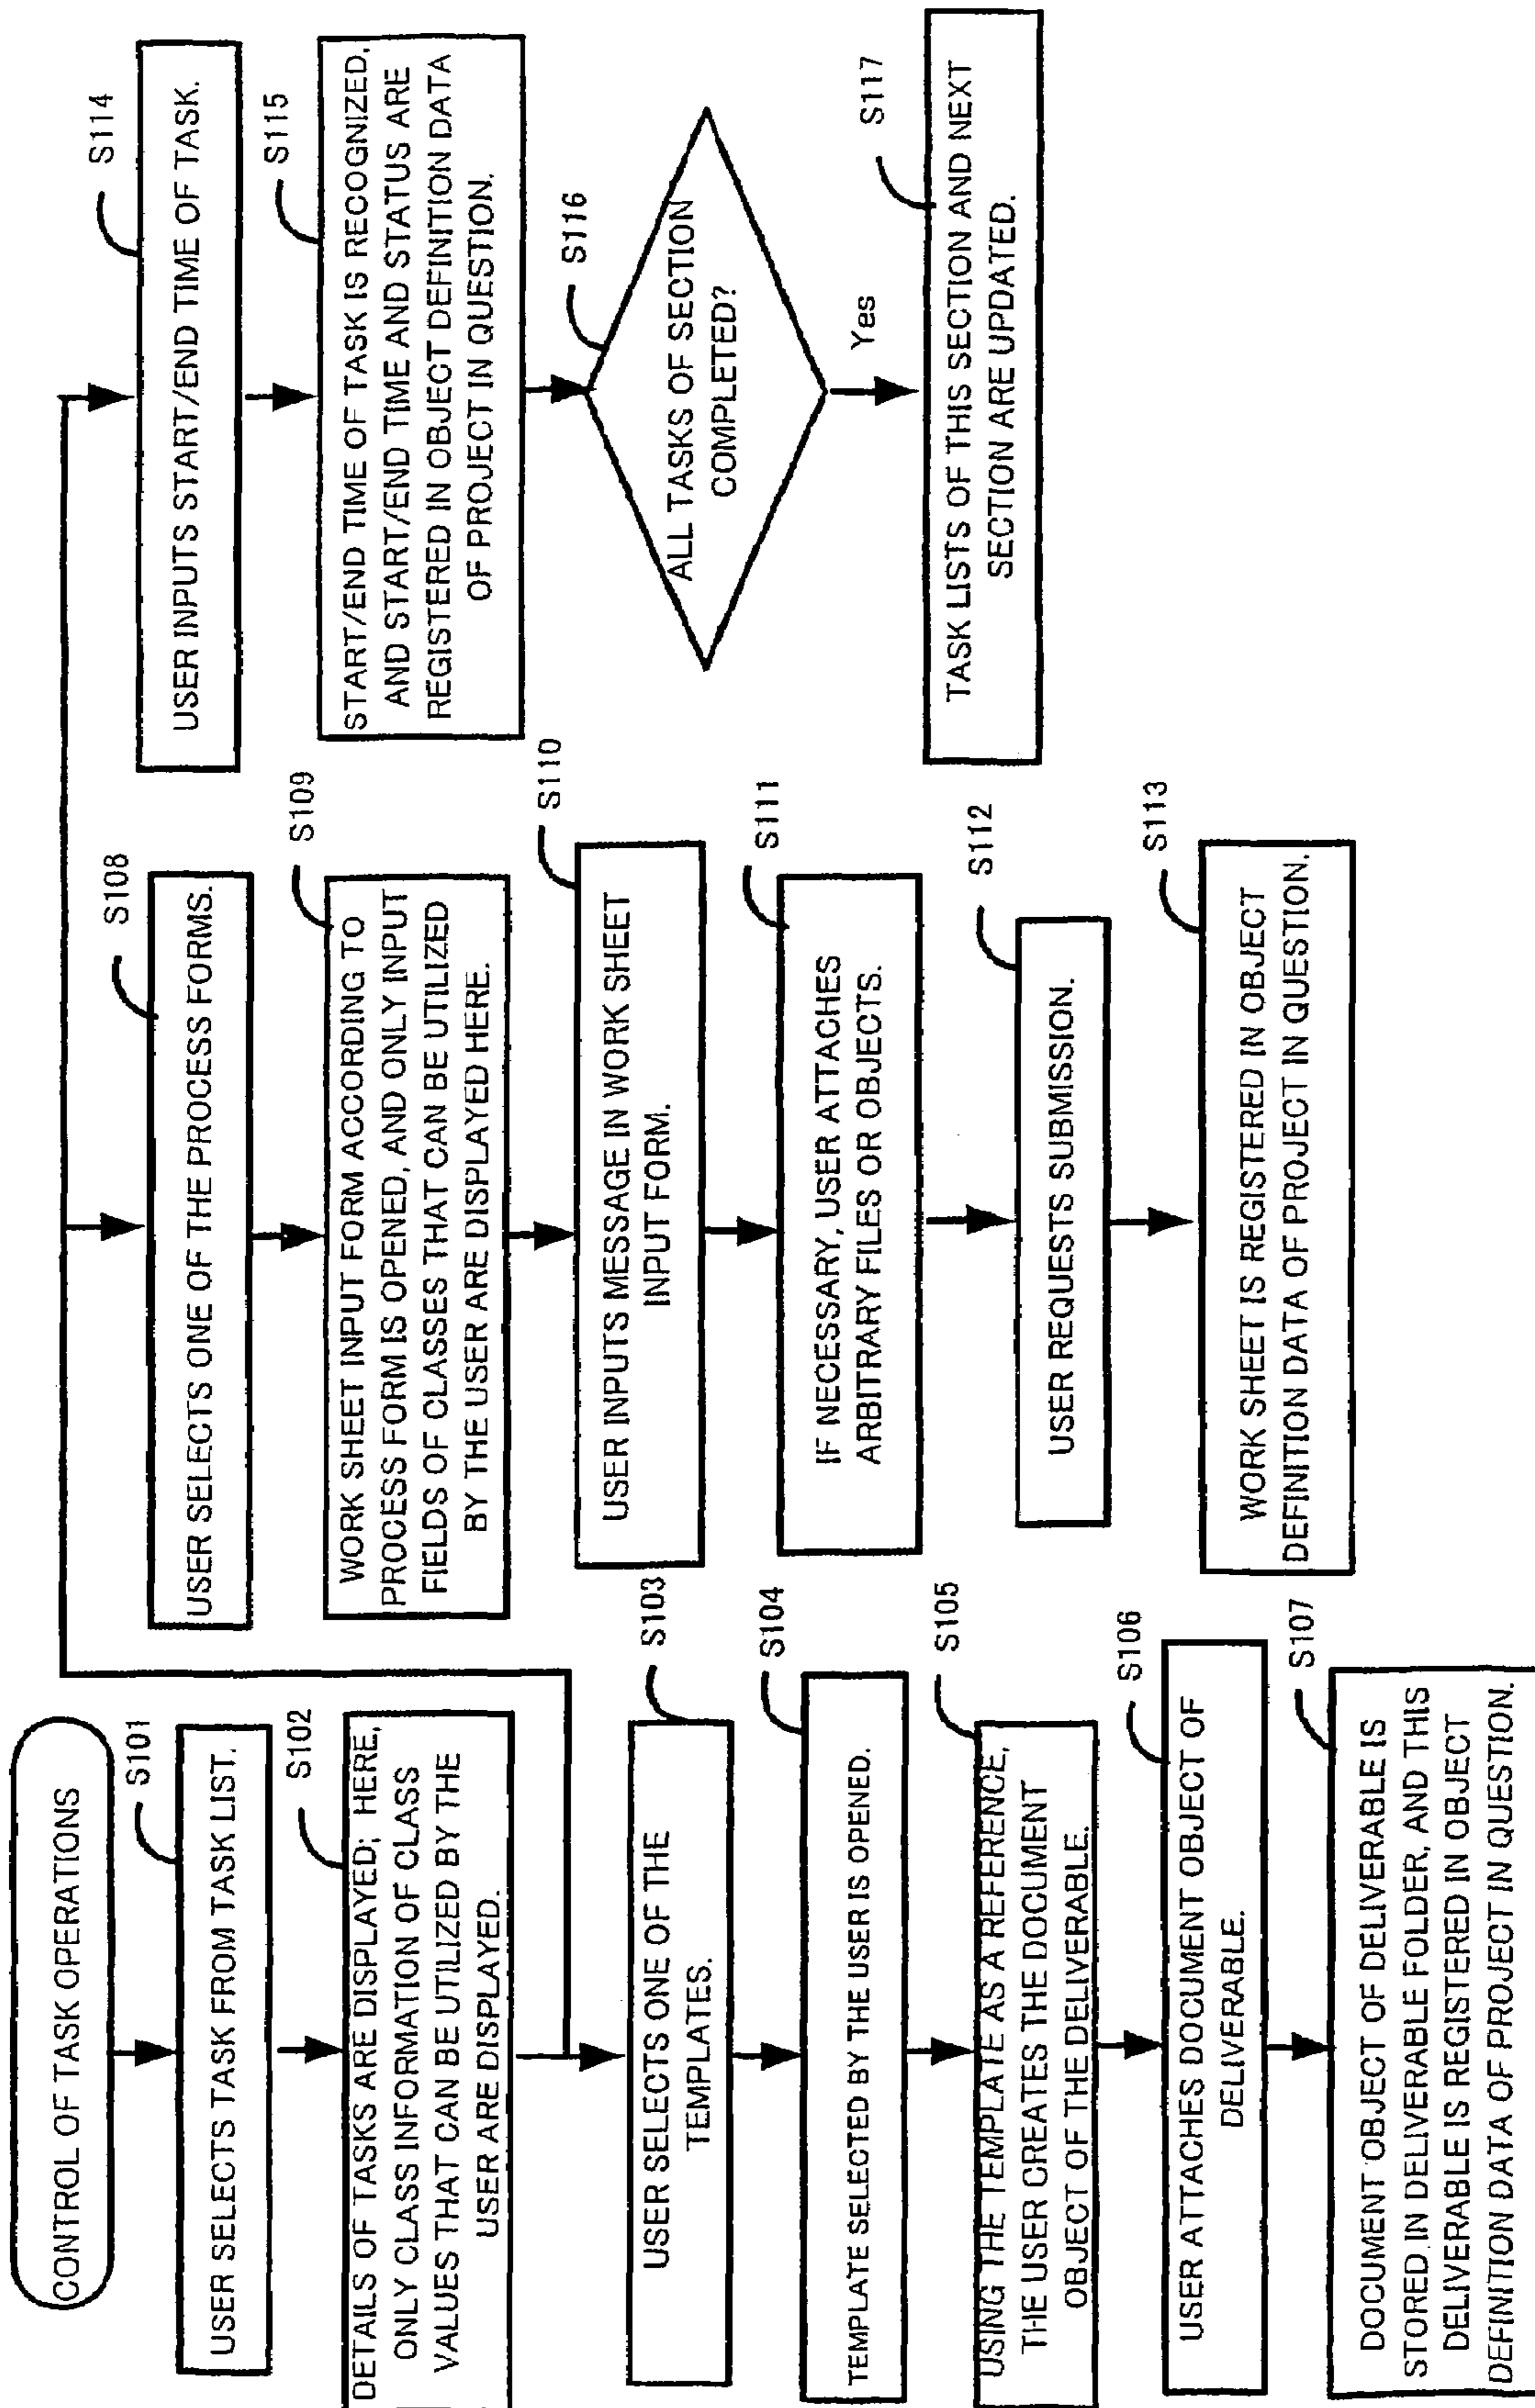 CONTROL OF TASK OPERATIONS
S101
USER SELECTS TASK FROM TASK LIST.
S102
DETAILS OF TASKS ARE DISPLAYED; HERE,
ONLY CLASS INFORMATION OF CLASS
VALUES THAT CAN BE UTILIZED BY THE
USER ARE DISPLAYED.
S103
USER SELECTS ONE OF THE
TEMPLATES.
S104
TEMPLATE SELECTED BY THE USER IS OPENED.
S105
USING THE TEMPLATE AS A REFERENCE,
THE USER CREATES THE DOCUMENT
OBJECT OF THE DELIVERABLE.
S106
USER ATTACHES DOCUMENT OBJECT OF
DELIVERABLE.
S107
DOCUMENT OBJECT OF DELIVERABLE IS
STORED IN DELIVERABLE FOLDER, AND THIS
DELIVERABLE IS REGISTERED IN OBJECT
DEFINITION DATA OF PROJECT IN QUESTION.
S108
USER SELECTS ONE OF THE PROCESS FORMS.
S109
WORK SHEET INPUT FORM ACCORDING TO
PROCESS FORM IS OPENED, AND ONLY INPUT
FIELDS OF CLASSES THAT CAN BE UTILIZED
BY THE USER ARE DISPLAYED HERE.
S110
USER INPUTS MESSAGE IN WORK SHEET
INPUT FORM.
S111
IF NECESSARY, USER ATTACHES
ARBITRARY FILES OR OBJECTS.
S112
USER REQUESTS SUBMISSION.
S113
WORK SHEET IS REGISTERED IN OBJECT
DEFINITION DATA OF PROJECT IN QUESTION.
S114
USER INPUTS START/END TIME OF TASK.
S115
START/END TIME OF TASK IS RECOGNIZED,
AND START/END TIME AND STATUS ARE
REGISTERED IN OBJECT DEFINITION DATA
OF PROJECT IN QUESTION.
S116
ALL TASKS OF SECTION
COMPLETED?
Yes
S117
TASK LISTS OF THIS SECTION AND NEXT
SECTION ARE UPDATED.